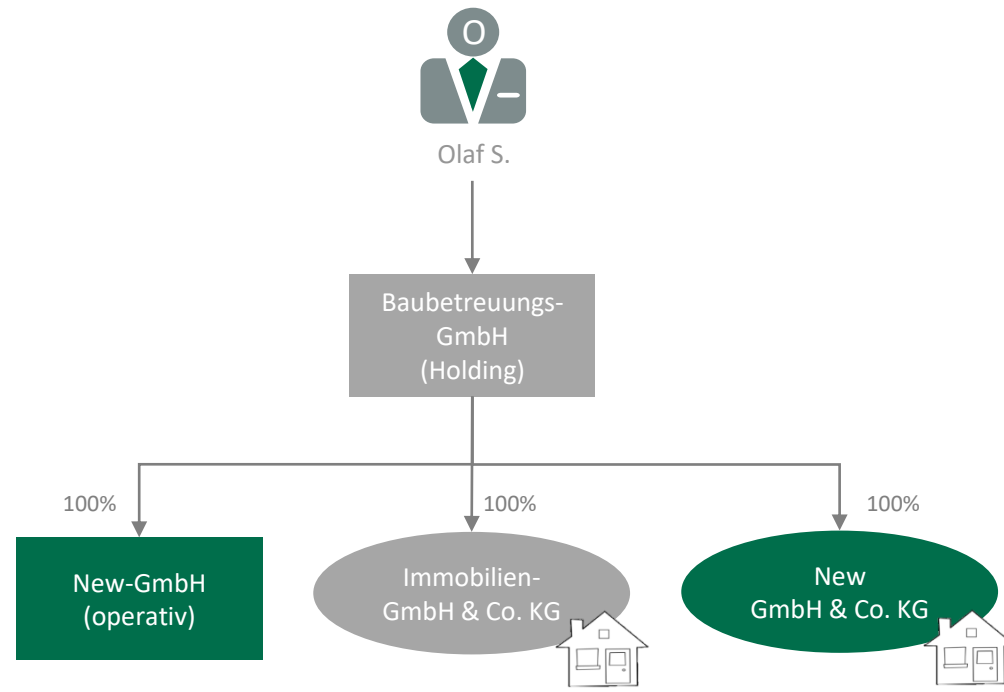 O
Olaf S.
Baubetreuungs-
GmbH
(Holding)
100%
100%
100%
New-GmbH
(operativ)
Immobilien-
GmbH & Co. KG
New
GmbH & Co. KG